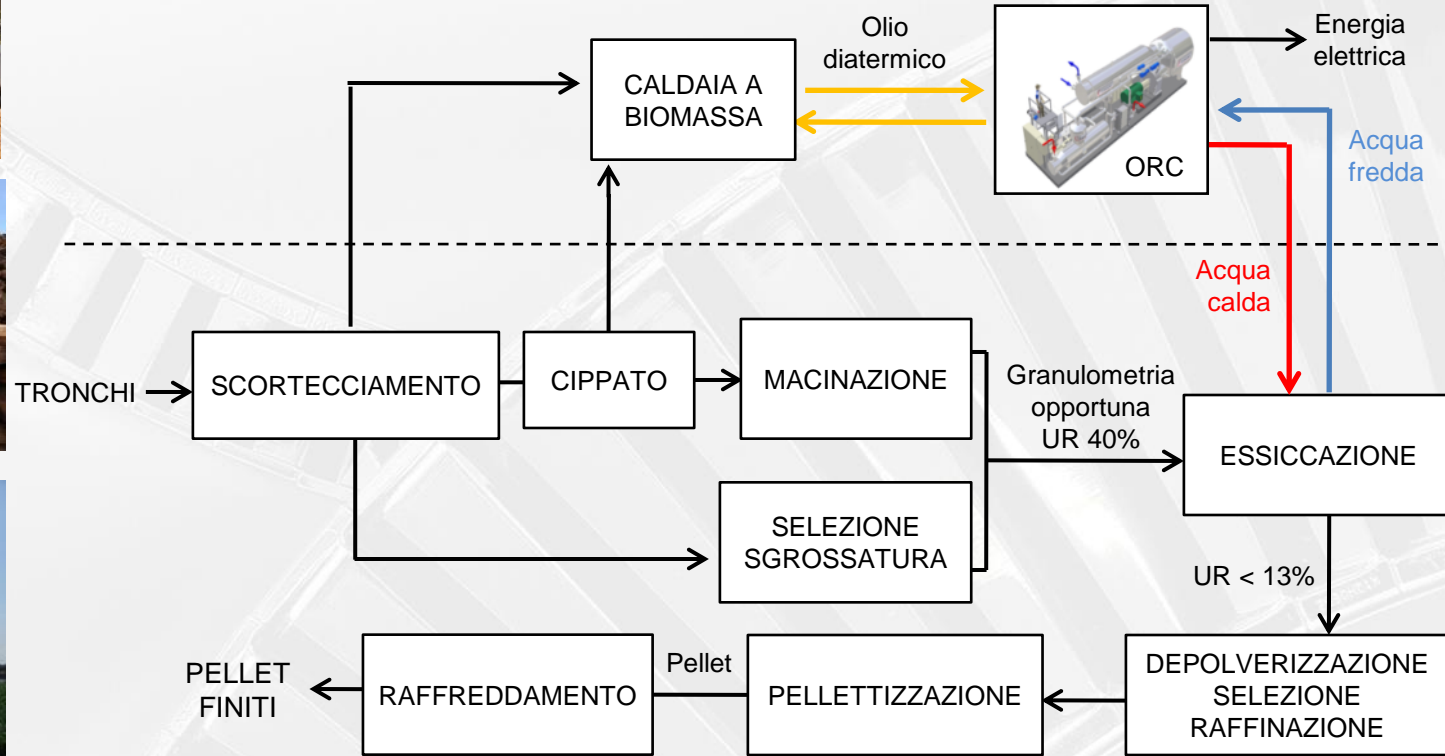 Olio
diatermico
Energia
elettrica
CALDAIA A
BIOMASSA
ORC
Acqua
fredda
Acqua
calda
TRONCHI
SCORTECCIAMENTO
CIPPATO
MACINAZIONE
Granulometria
opportuna
UR 40%
ESSICCAZIONE
SELEZIONE
SGROSSATURA
UR < 13%
PELLET
FINITI
RAFFREDDAMENTO
Pellet
PELLETTIZZAZIONE
DEPOLVERIZZAZIONE
SELEZIONE
RAFFINAZIONE